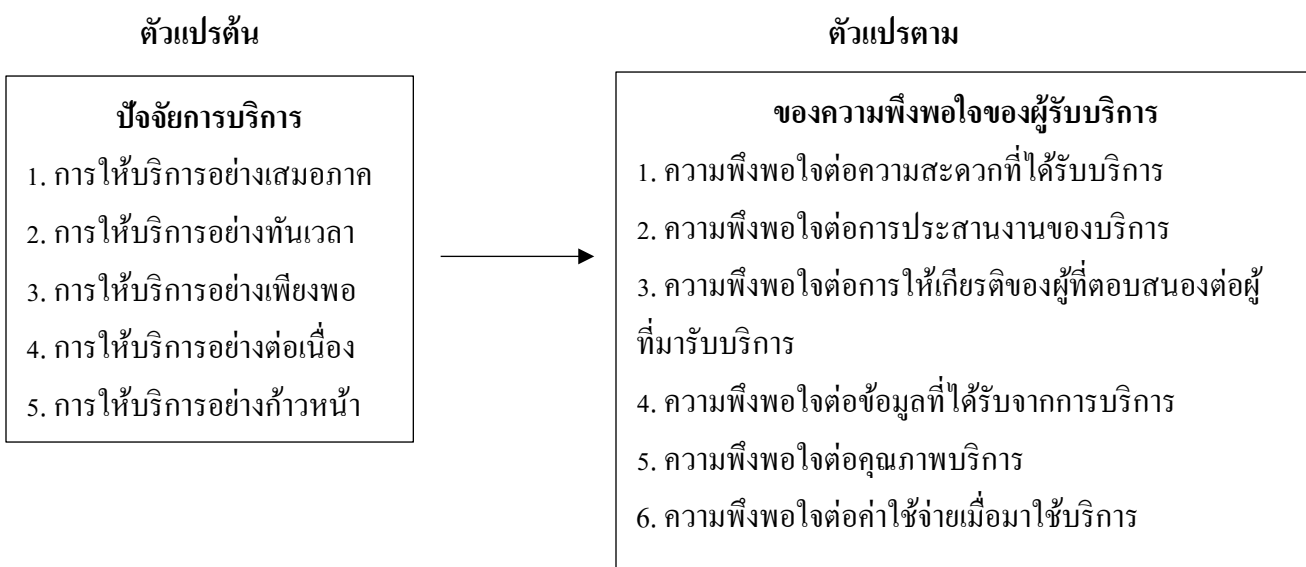 ตัวแปรต้น
ตัวแปรตาม
ปัจจัยการบริการ
1. การให้บริการอย่างเสมอภาค
2. การให้บริการอย่างทันเวลา
3. การให้บริการอย่างเพียงพอ
4. การให้บริการอย่างต่อเนื่อง
5. การให้บริการอย่างก้าวหน้า
ของความพึงพอใจของผู้รับบริการ
1. ความพึงพอใจต่อความสะดวกที่ได้รับบริการ
2. ความพึงพอใจต่อการประสานงานของบริการ
3. ความพึงพอใจต่อการให้เกียรติของผู้ที่ตอบสนองต่อผู้
ที่มารับบริการ
4. ความพึงพอใจต่อข้อมูลที่ได้รับจากการบริการ
5. ความพึงพอใจต่อคุณภาพบริการ
6. ความพึงพอใจต่อค่าใช้จ่ายเมื่อมาใช้บริการ